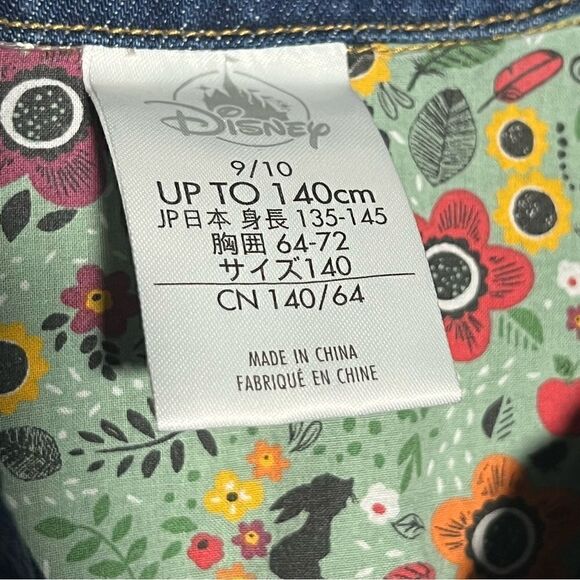 Disney
9/10
UP TO 140cm
JP日本 身長 135-145
胸囲 64-72
サイズ140
CN 140/64
MADE IN CHINA
FABRIQUÉ EN CHINE